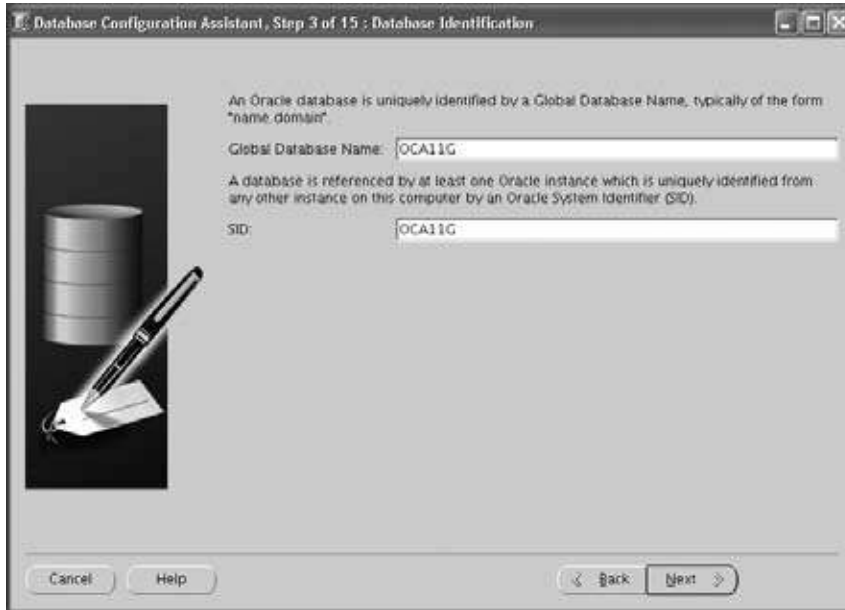 Database Configuration Assistant, Step 3 of 15 : Database Identification
An Oracle database is uniquely identified by a Global Database Name, typically of the form
"name.domain".
Global Database Name: OCA11G
A database is referenced by at least one Oracle instance which is uniquely identified from
any other instance on this computer by an Oracle System Identifier (SID).
SID: OCA11G
Cancel Help Back Next